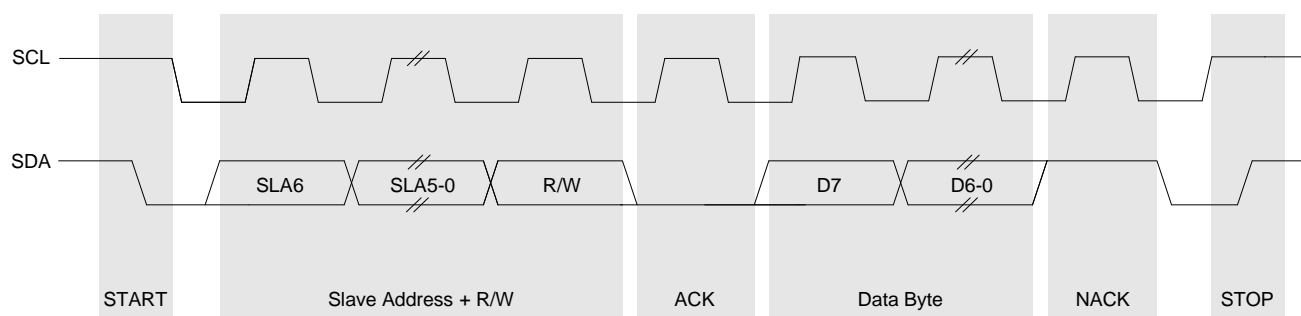 SCL
SDA
SLA6 SLA5-0 R/W D7 D6-0
START Slave Address + R/W ACK Data Byte NACK STOP